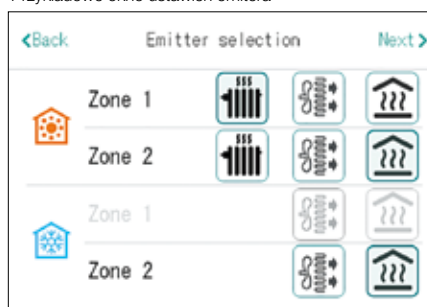 Przykładowe okno ustawień emitera
<Back Emitter selection Next>
Zone 1
Zone 2
Zone 1
Zone 2